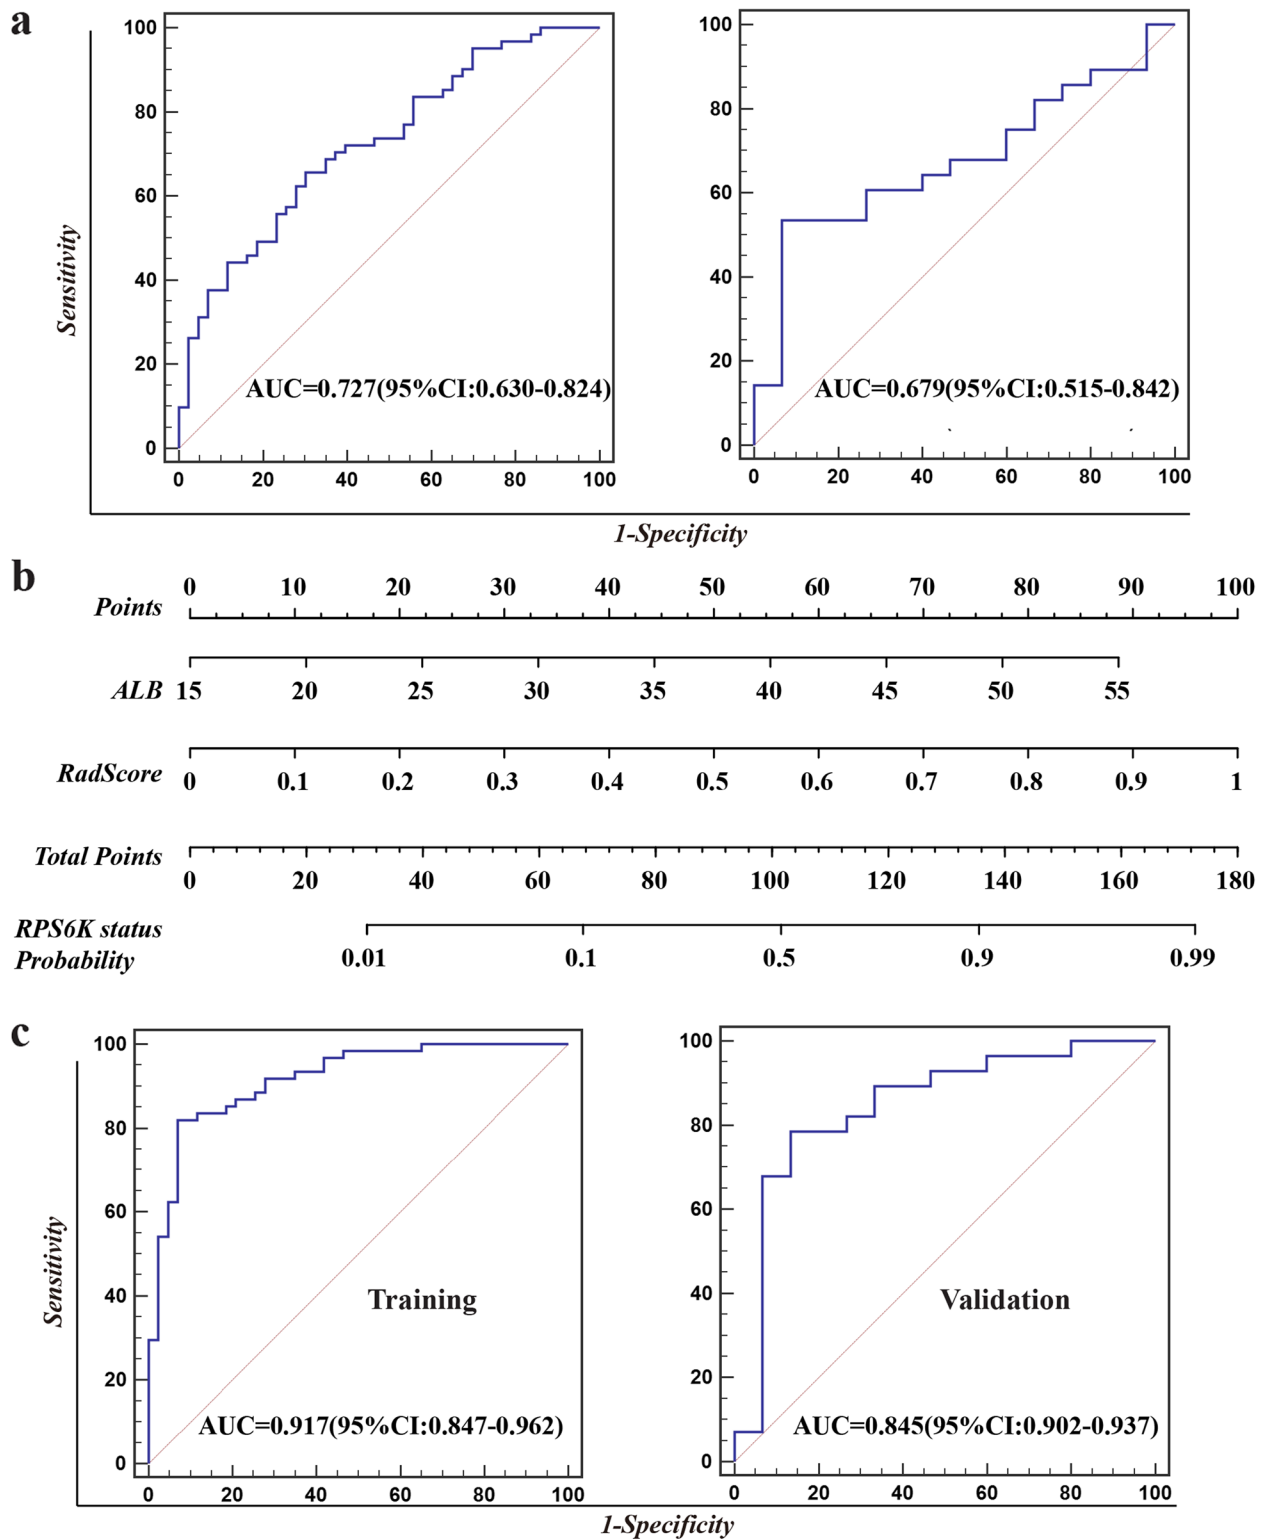 a
100
80
60
40
20
0
0 20 40 60 80 100
AUC=0.727(95%CI:0.630-0.824)
100
80
60
40
20
0
0 20 40 60 80 100
AUC=0.679(95%CI:0.515-0.842)
Sensitivity
1-Specificity
b
0 10 20 30 40 50 60 70 80 90 100
Points
ALB 15 20 25 30 35 40 45 50 55
RadScore
0 0.1 0.2 0.3 0.4 0.5 0.6 0.7 0.8 0.9 1
Total Points
0 20 40 60 80 100 120 140 160 180
RPS6K status
Probability
0.01 0.1 0.5 0.9 0.99
c
100
80
60
40
20
0
0 20 40 60 80 100
Training
AUC=0.917(95%CI:0.847-0.962)
100
80
60
40
20
0
0 20 40 60 80 100
Validation
AUC=0.845(95%CI:0.902-0.937)
Sensitivity
1-Specificity